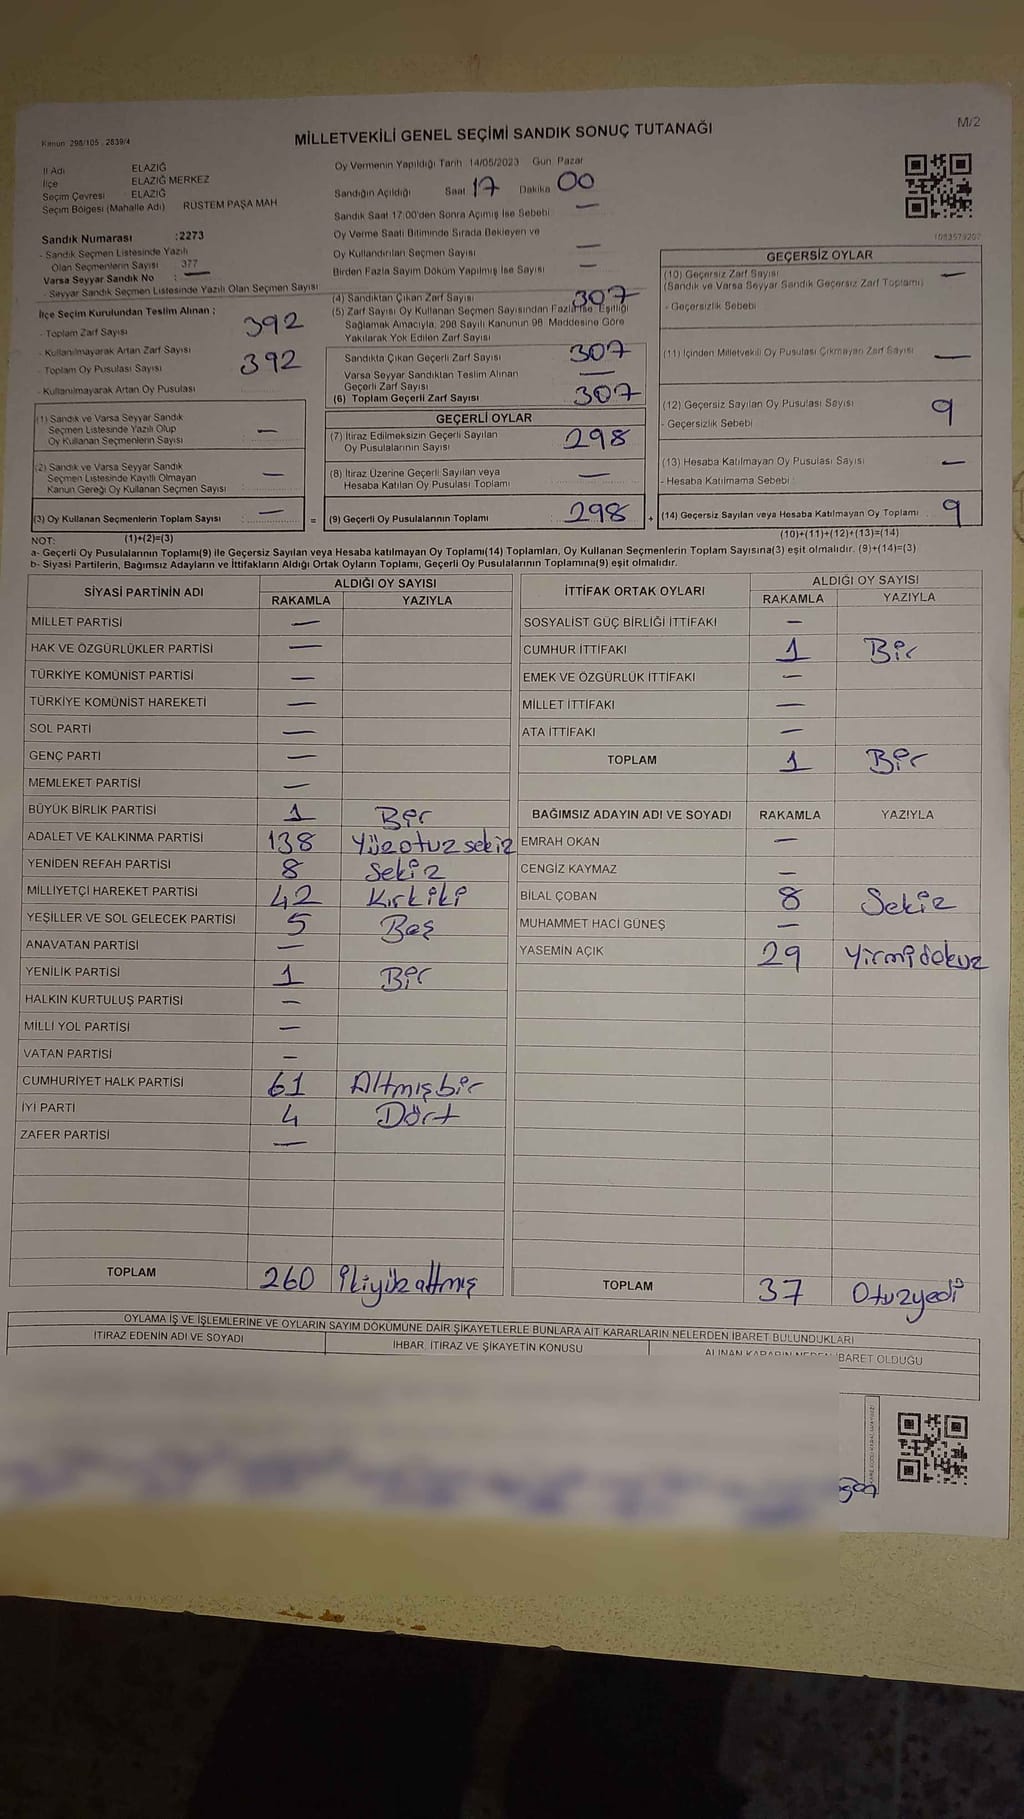 Kanun: 298/105 , 2839/4
MİLLETVEKİLİ GENEL SEÇİMİ SANDIK SONUÇ TUTANAĞI
M/2
İl Adı ELAZIĞ
İlçe ELAZIĞ MERKEZ
Seçim Çevresi ELAZIĞ
Seçim Bölgesi (Mahalle Adı) RÜSTEM PAŞA MAH
Sandık Numarası :2273
- Sandık Seçmen Listesinde Yazılı
Olan Seçmenlerin Sayısı 377
Varsa Seyyar Sandık No : —
- Seyyar Sandık Seçmen Listesinde Yazılı Olan Seçmen Sayısı
İlçe Seçim Kurulundan Teslim Alınan :
- Toplam Zarf Sayısı 392
- Kullanılmayarak Artan Zarf Sayısı
- Toplam Oy Pusulası Sayısı 392
- Kullanılmayarak Artan Oy Pusulası
(1) Sandık ve Varsa Seyyar Sandık
Seçmen Listesinde Yazılı Olup
Oy Kullanan Seçmenlerin Sayısı —
(2) Sandık ve Varsa Seyyar Sandık
Seçmen Listesinde Kayıtlı Olmayan
Kanun Gereği Oy Kullanan Seçmen Sayısı —
(3) Oy Kullanan Seçmenlerin Toplam Sayısı — =
Oy Vermenin Yapıldığı Tarih :14/05/2023 Gün: Pazar
Sandığın Açıldığı Saat 17 Dakika 00
Sandık Saat 17:00'den Sonra Açımış İse Sebebi —
Oy Verme Saati Bitiminde Sırada Bekleyen ve
Oy Kullandırılan Seçmen Sayısı —
Birden Fazla Sayım Döküm Yapılmış İse Sayısı —
(4) Sandıktan Çıkan Zarf Sayısı 307
(5) Zarf Sayısı Oy Kullanan Seçmen Sayısından Fazla İse Eşitliği
Sağlamak Amacıyla, 298 Sayılı Kanunun 98. Maddesine Göre
Yakılarak Yok Edilen Zarf Sayısı
Sandıkta Çıkan Geçerli Zarf Sayısı 307
Varsa Seyyar Sandıktan Teslim Alınan
Geçerli Zarf Sayısı —
(6) Toplam Geçerli Zarf Sayısı 307
GEÇERLİ OYLAR
(7) İtiraz Edilmeksizin Geçerli Sayılan
Oy Pusulalarının Sayısı 298
(8) İtiraz Üzerine Geçerli Sayılan veya
Hesaba Katılan Oy Pusulası Toplamı —
(9) Geçerli Oy Pusulalarının Toplamı 298 +
1083579207
GEÇERSİZ OYLAR
(10) Geçersiz Zarf Sayısı —
(Sandık ve Varsa Seyyar Sandık Geçersiz Zarf Toplamı)
- Geçersizlik Sebebi
(11) İçinden Milletvekili Oy Pusulası Çıkmayan Zarf Sayısı —
(12) Geçersiz Sayılan Oy Pusulası Sayısı 9
- Geçersizlik Sebebi
(13) Hesaba Katılmayan Oy Pusulası Sayısı —
- Hesaba Katılmama Sebebi :
(14) Geçersiz Sayılan veya Hesaba Katılmayan Oy Toplamı 9
NOT: (1)+(2)=(3) (10)+(11)+(12)+(13)=(14)
a- Geçerli Oy Pusulalarının Toplamı(9) ile Geçersiz Sayılan veya Hesaba katılmayan Oy Toplamı(14) Toplamları, Oy Kullanan Seçmenlerin Toplam Sayısına(3) eşit olmalıdır. (9)+(14)=(3)
b- Siyasi Partilerin, Bağımsız Adayların ve İttifakların Aldığı Ortak Oyların Toplamı, Geçerli Oy Pusulalarının Toplamına(9) eşit olmalıdır.
SİYASİ PARTİNİN ADI ALDIĞI OY SAYISI
RAKAMLA YAZIYLA
MİLLET PARTİSİ —
HAK VE ÖZGÜRLÜKLER PARTİSİ —
TÜRKİYE KOMÜNİST PARTİSİ —
TÜRKİYE KOMÜNİST HAREKETİ —
SOL PARTİ —
GENÇ PARTİ —
MEMLEKET PARTİSİ —
BÜYÜK BİRLİK PARTİSİ 1 Bir
ADALET VE KALKINMA PARTİSİ 138 Yüzotuz sekiz
YENİDEN REFAH PARTİSİ 8 Sekiz
MİLLİYETÇİ HAREKET PARTİSİ 42 Kırkiki
YEŞİLLER VE SOL GELECEK PARTİSİ 5 Beş
ANAVATAN PARTİSİ —
YENİLİK PARTİSİ 1 Bir
HALKIN KURTULUŞ PARTİSİ —
MİLLİ YOL PARTİSİ —
VATAN PARTİSİ —
CUMHURİYET HALK PARTİSİ 61 Altmışbir
İYİ PARTİ 4 Dört
ZAFER PARTİSİ —
TOPLAM 260 ikiyüz altmış
İTTİFAK ORTAK OYLARI ALDIĞI OY SAYISI
RAKAMLA YAZIYLA
SOSYALİST GÜÇ BİRLİĞİ İTTİFAKI —
CUMHUR İTTİFAKI 1 Bir
EMEK VE ÖZGÜRLÜK İTTİFAKI —
MİLLET İTTİFAKI —
ATA İTTİFAKI —
TOPLAM 1 Bir
BAĞIMSIZ ADAYIN ADI VE SOYADI RAKAMLA YAZIYLA
EMRAH OKAN —
CENGİZ KAYMAZ —
BİLAL ÇOBAN 8 Sekiz
MUHAMMET HACİ GÜNEŞ —
YASEMİN AÇIK 29 Yirmidokuz
TOPLAM 37 Otuzyedi
OYLAMA İŞ VE İŞLEMLERİNE VE OYLARIN SAYIM DÖKÜMÜNE DAİR ŞİKAYETLERLE BUNLARA AİT KARARLARIN NELERDEN İBARET BULUNDUKLARI
İTİRAZ EDENİN ADI VE SOYADI İHBAR, İTİRAZ VE ŞİKAYETİN KONUSU ALINAN KARARIN NEDEN İBARET OLDUĞU